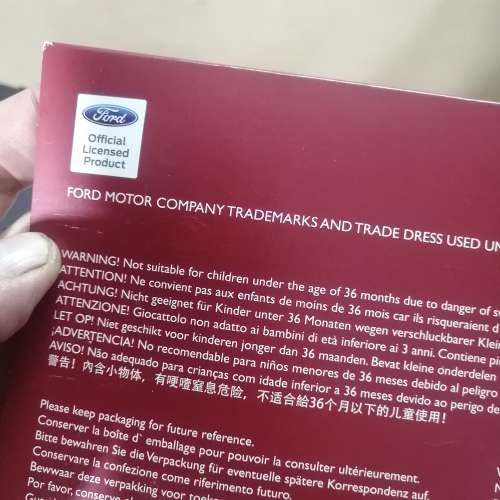 Ford
Official
Licensed
Product
FORD MOTOR COMPANY TRADEMARKS AND TRADE DRESS USED
WARNING! Not suitable for children under the age of 36 months due to danger of
ATTENTION! Ne convient pas aux enfants de moins de 36 mois car ils risqueraient
ACHTUNG! Nicht geeignet für Kinder unter 36 Monaten wegen verschluckbarer
ATTENZIONE! Giocattolo non adatto ai bambini di età inferiore ai 3 anni. Contiene
LET OP! Niet geschikt voor kinderen jonger dan 36 maanden. Bevat kleine onderdelen
¡ADVERTENCIA! No recomendable para niños menores de 36 meses debido al peligro
AVISO! Não adequado para crianças com idade inferior a 36 meses devido ao perigo
警告！內含小物体，有哽噎窒息危险，不适合給36个月以下的儿童使用！
Please keep packaging for future reference.
Conserver la boîte d` emballage pour pouvoir la consulter ultérieurement.
Bitte bewahren Sie die Verpackung für eventuelle spätere Korrespondenz auf.
Conservare la confezione come riferimento futuro.
Bewwaar deze verpakking voor
Por favor, conserve